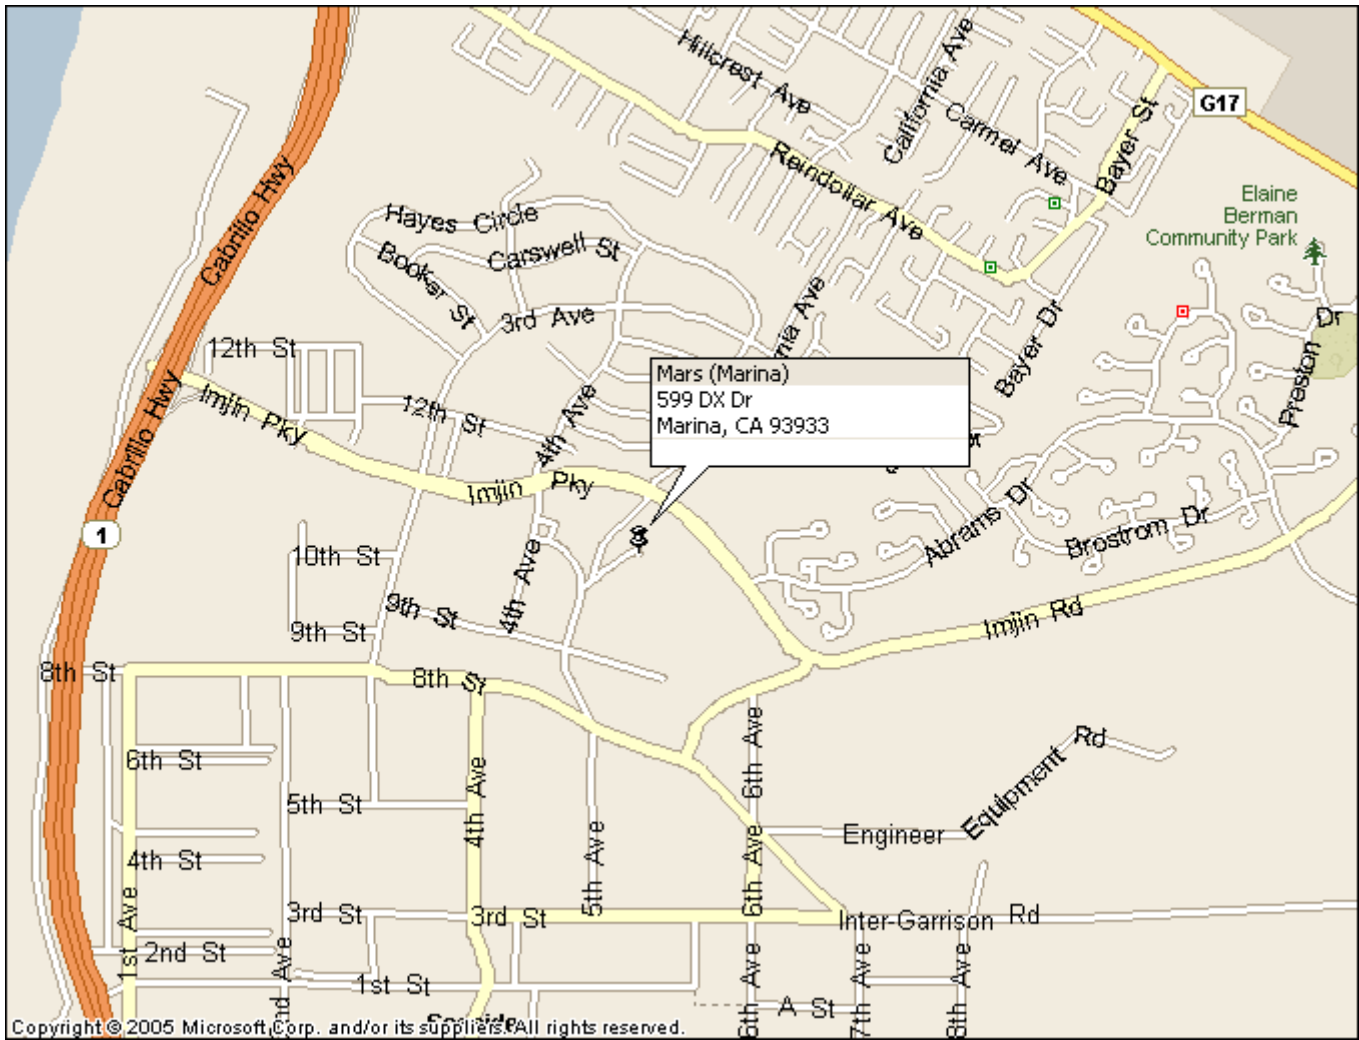 Hillcrest Ave
California Ave
G17
Carmel Ave
Bayer St
Reindollar Ave
Elaine
Berman
Community Park
Cabrillo Hwy
Hayes Circle
Carswell St
Booker St
3rd Ave
nia Ave
Bayer Dr
Preston Dr
12th St
Mars (Marina)
599 DX Dr
Marina, CA 93933
Cabrillo Hwy
Imjin Pky
12th St
4th Ave
Imjin Pky
1
Abrams Dr
Brostrom Dr
10th St
4th Ave
9th St
9th St
Imjin Rd
8th St
8th St
6th Ave
Equipment Rd
6th St
4th Ave
5th St
Engineer
4th St
5th Ave
6th Ave
1st Ave
3rd St
3rd St
Inter-Garrison Rd
2nd St
nd Ave
1st St
6th Ave
7th Ave
8th Ave
A St
Copyright © 2005 Microsoft Corp. and/or its suppliers. All rights reserved.